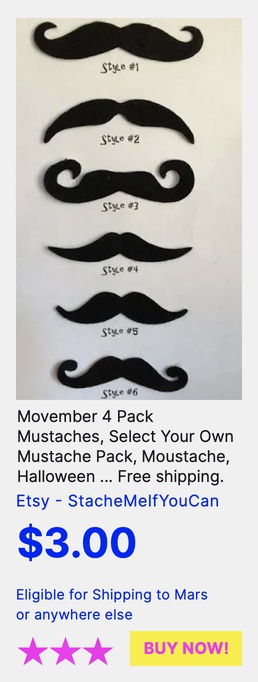 Style #1
Style #2
Style #3
Style #4
Style #5
Style #6
Movember 4 Pack
Mustaches, Select Your Own
Mustache Pack, Moustache,
Halloween ... Free shipping.
Etsy - StacheMeIfYouCan
$3.00
Eligible for Shipping to Mars
or anywhere else
BUY NOW!